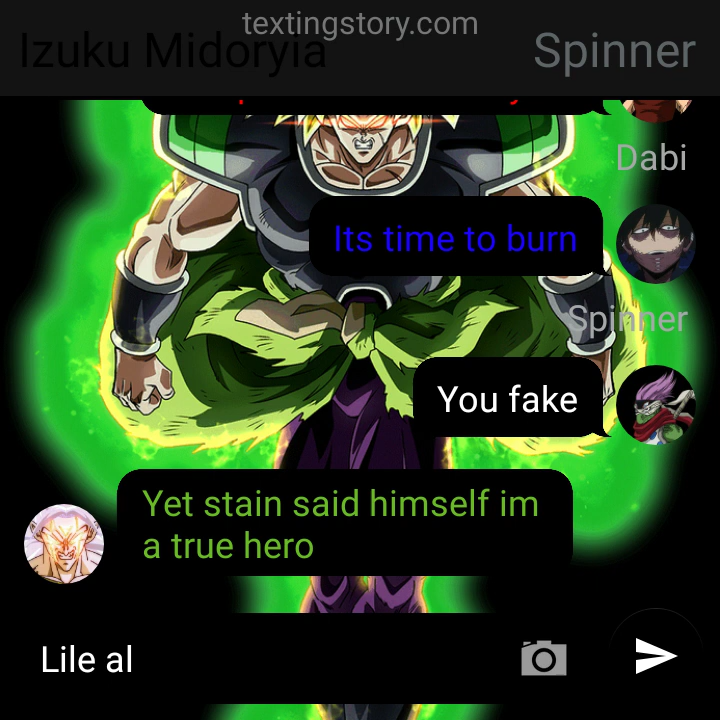 textingstory.com
Izuku Midoryia
Spinner
Dabi
Its time to burn
Spinner
You fake
Yet stain said himself im
a true hero
Lile al